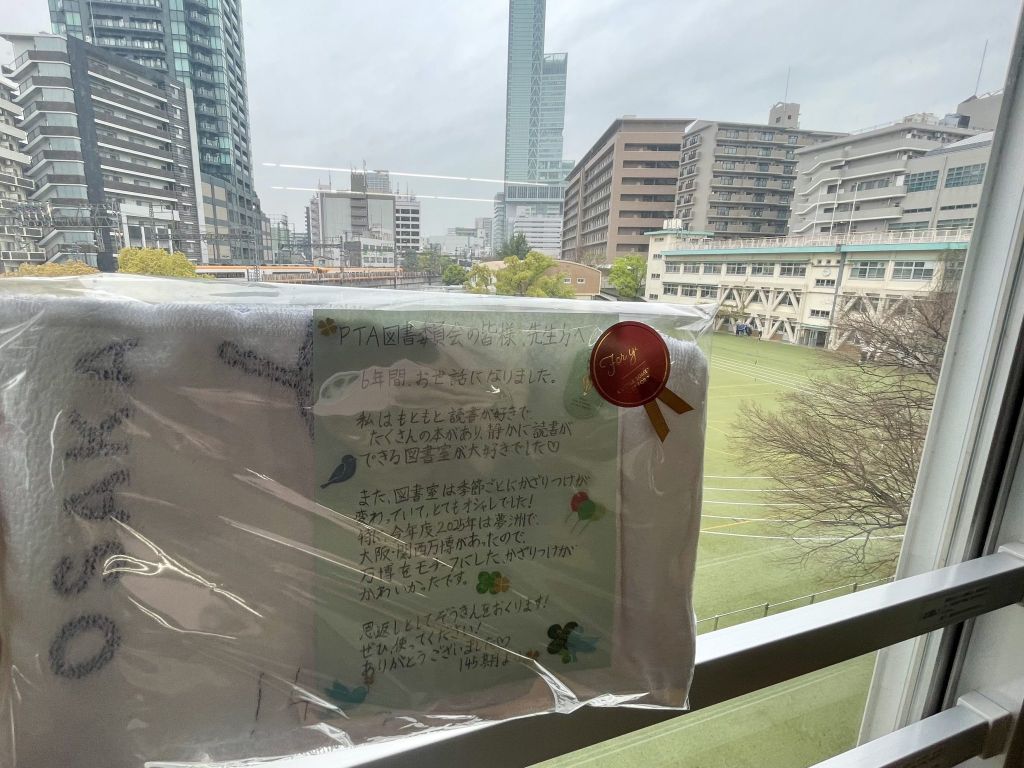 PTA図書委員会の皆様、先生方へ
6年間、お世話になりました。
私はもともと読書が好きで、
たくさんの本があり、静かに読書が
できる図書室が大好きでした♡
また、図書室は季節ごとにかざりつけが
変わっていて、とてもオシャレでした!
特に、今年度2025年は夢洲で、
大阪・関西万博があったので、
万博をモチーフにした、かざりつけが
かわいかったです。
恩返しとしてぞうきんをおくります!
ぜひ、使ってください!
ありがとうございました♡
145期よ
For you
OSAKA